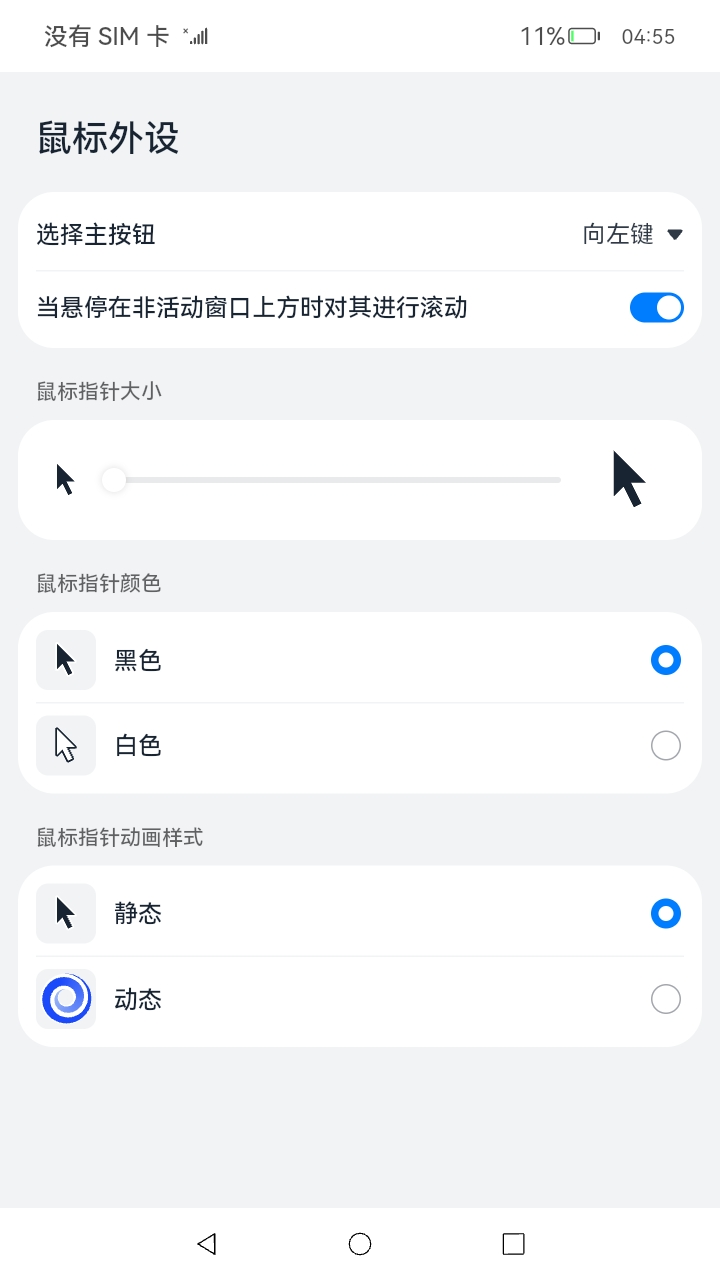 没有 SIM 卡
11%
04:55
鼠标外设
选择主按钮
向左键
当悬停在非活动窗口上方时对其进行滚动
鼠标指针大小
鼠标指针颜色
黑色
白色
鼠标指针动画样式
静态
动态